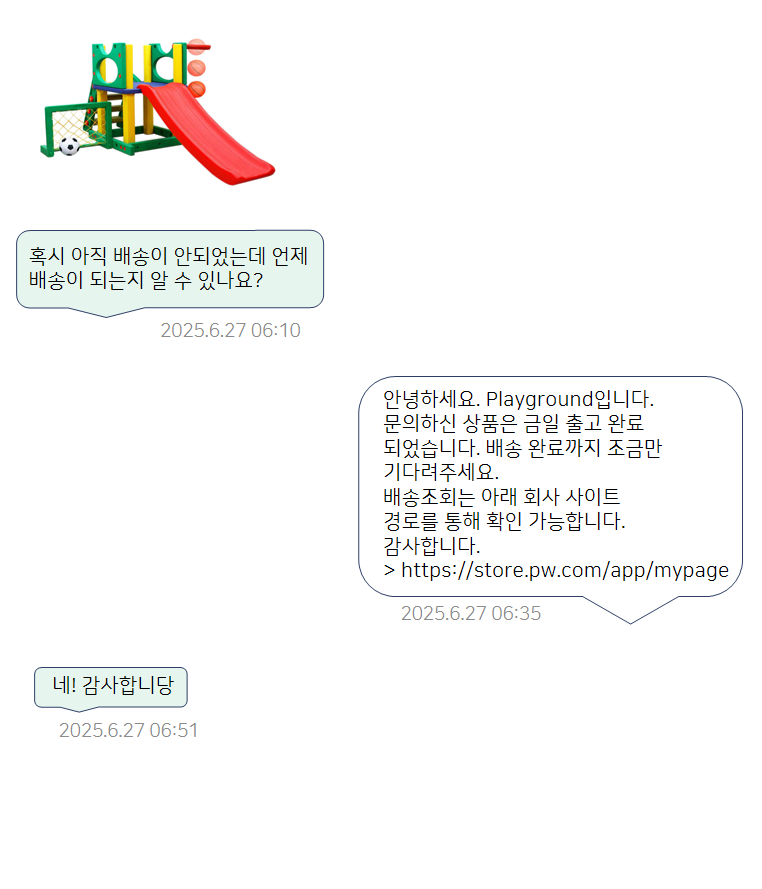 혹시 아직 배송이 안되었는데 언제
배송이 되는지 알 수 있나요?
2025.6.27 06:10
안녕하세요. Playground입니다.
문의하신 상품은 금일 출고 완료
되었습니다. 배송 완료까지 조금만
기다려주세요.
배송조회는 아래 회사 사이트
경로를 통해 확인 가능합니다.
감사합니다.
> https://store.pw.com/app/mypage
2025.6.27 06:35
네! 감사합니당
2025.6.27 06:51